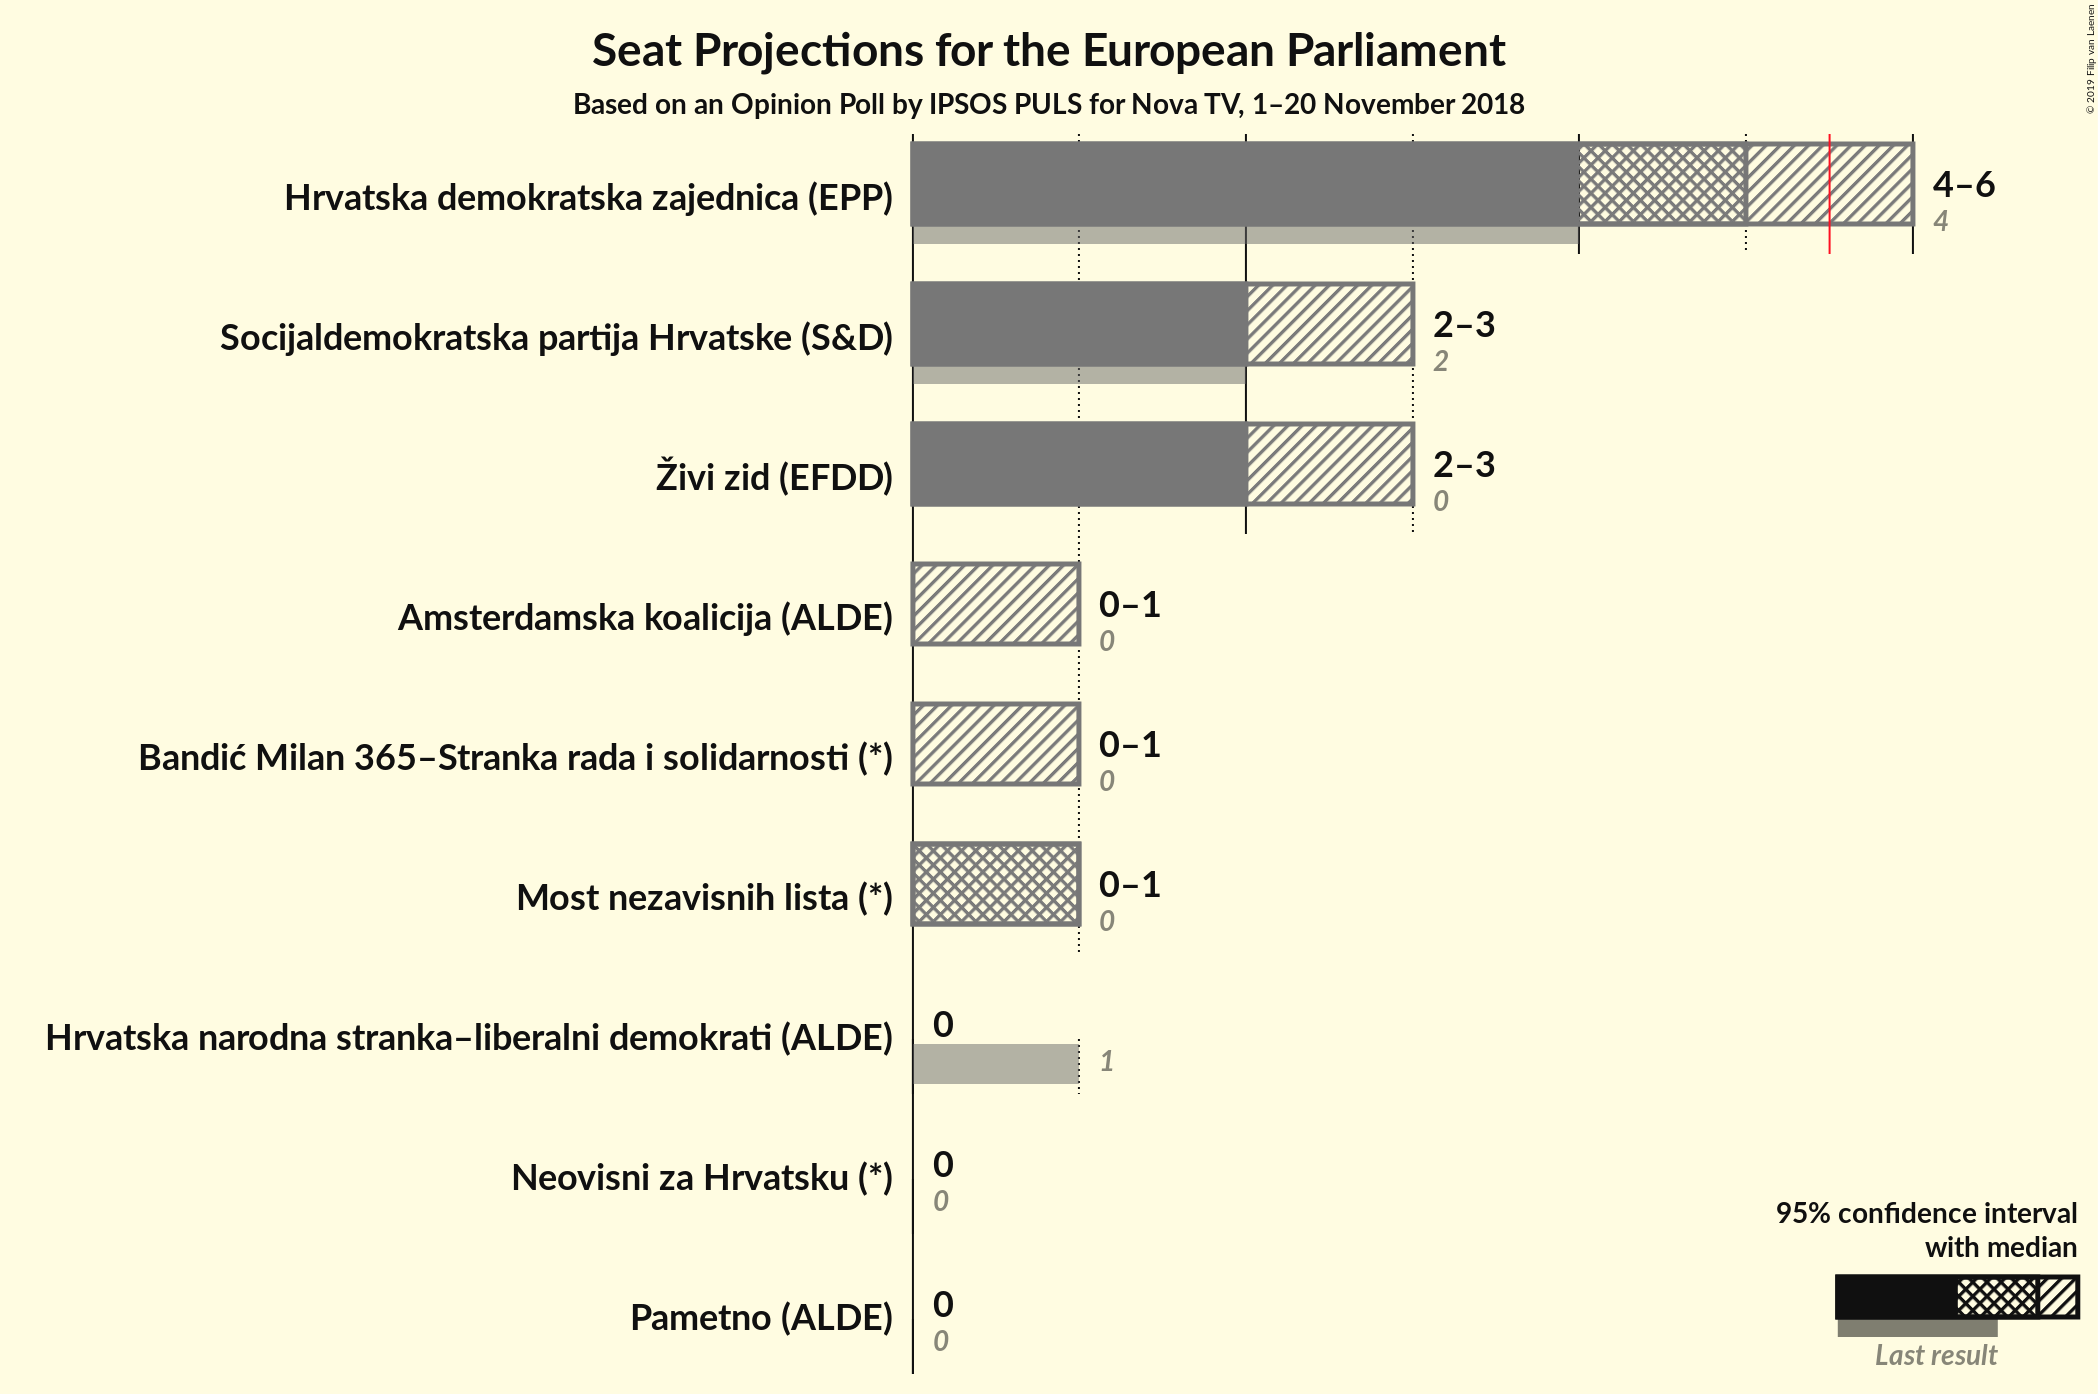 Seat Projections for the European Parliament
Based on an Opinion Poll by IPSOS PULS for Nova TV, 1–20 November 2018
© 2019 Filip van Laenen
Hrvatska demokratska zajednica (EPP)
4–6
4
Socijaldemokratska partija Hrvatske (S&D)
2–3
2
Živi zid (EFDD)
2–3
0
Amsterdamska koalicija (ALDE)
0–1
0
Bandić Milan 365–Stranka rada i solidarnosti (*)
0–1
0
Most nezavisnih lista (*)
0–1
0
Hrvatska narodna stranka–liberalni demokrati (ALDE)
0
1
Neovisni za Hrvatsku (*)
0
0
Pametno (ALDE)
0
0
95% confidence interval
with median
Last result